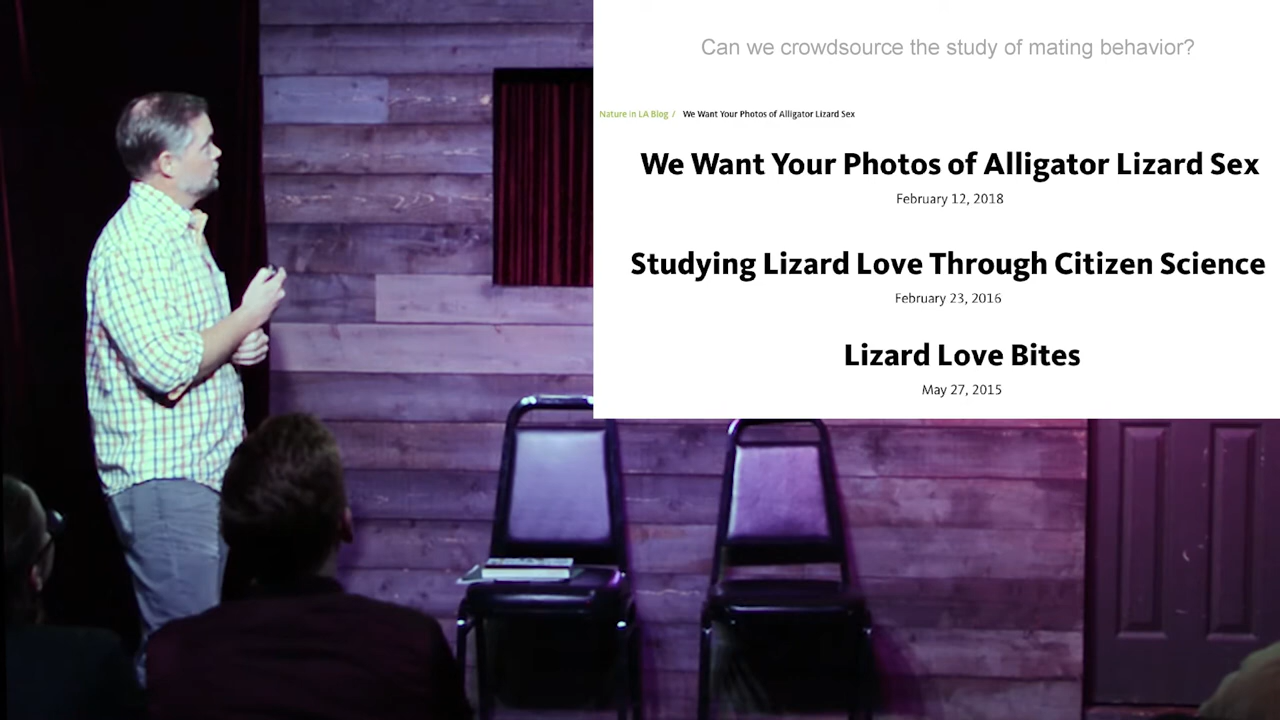 Can we crowdsource the study of mating behavior?
Nature in LA Blog / We Want Your Photos of Alligator Lizard Sex
We Want Your Photos of Alligator Lizard Sex
February 12, 2018
Studying Lizard Love Through Citizen Science
February 23, 2016
Lizard Love Bites
May 27, 2015